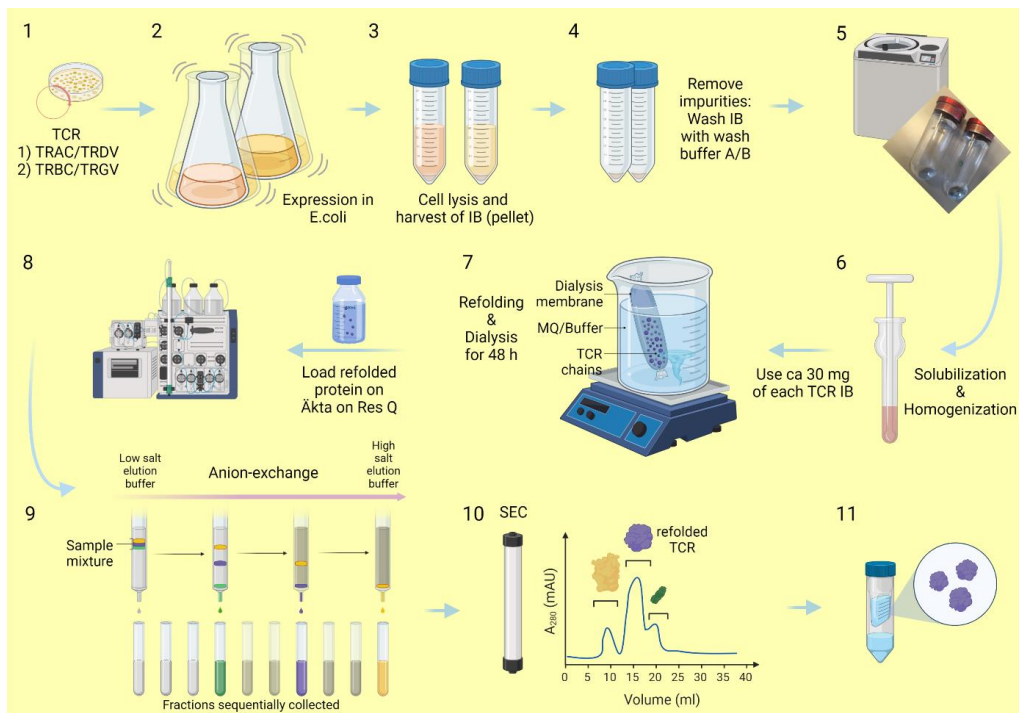 1
2
3
4
5
TCR
1) TRAC/TRDV
2) TRBC/TRGV
Expression in
E.coli
Cell lysis and
harvest of IB (pellet)
Remove
impurities:
Wash IB
with wash
buffer A/B
8
7
6
Load refolded
protein on
Äkta on Res Q
Refolding
&
Dialysis
for 48 h
Dialysis
membrane
MQ/Buffer
TCR
chains
Use ca 30 mg
of each TCR IB
Solubilization
&
Homogenization
9
Low salt
elution
buffer
Anion-exchange
High
salt
elution
buffer
Sample
mixture
Fractions sequentially collected
10
SEC
refolded
TCR
A280 (mAU)
0 5 10 15 20 25 30 35 40
Volume (ml)
11